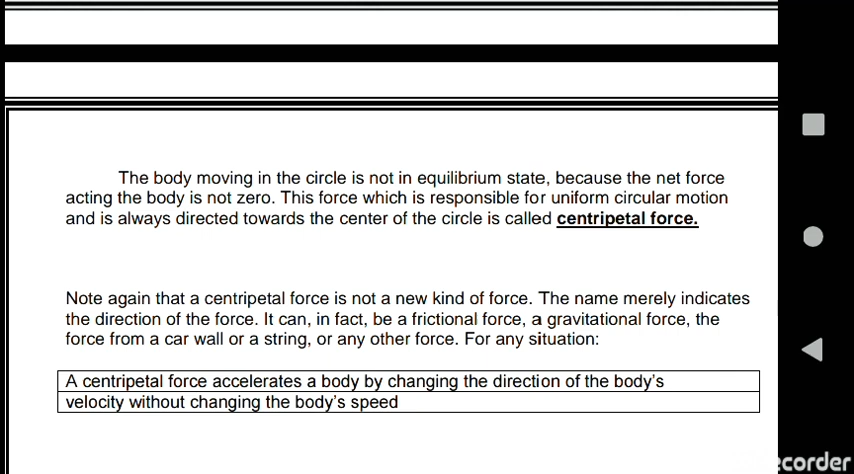 The body moving in the circle is not in equilibrium state, because the net force
acting the body is not zero. This force which is responsible for uniform circular motion
and is always directed towards the center of the circle is called centripetal force.
Note again that a centripetal force is not a new kind of force. The name merely indicates
the direction of the force. It can, in fact, be a frictional force, a gravitational force, the
force from a car wall or a string, or any other force. For any situation:
A centripetal force accelerates a body by changing the direction of the body's
velocity without changing the body's speed